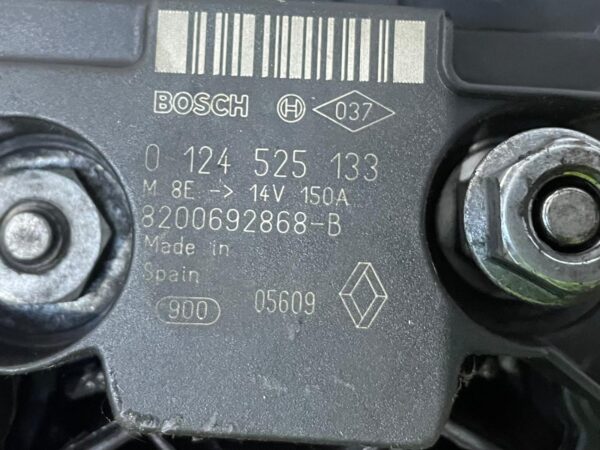 BOSCH H 037
0 124 525 133
M 8E -> 14V 150A
8200692868-B
Made in
Spain
900 05609